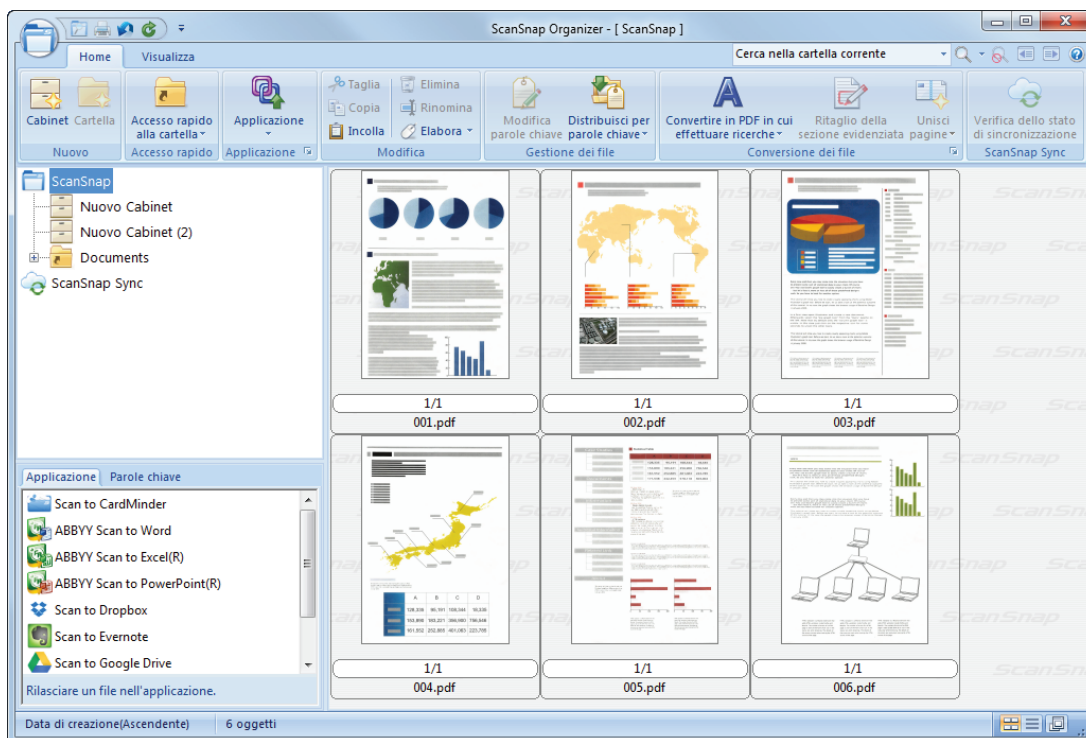 ScanSnap Organizer - [ ScanSnap ]
Home
Visualizza
Cerca nella cartella corrente
Cabinet
Cartella
Nuovo
Accesso rapido
alla cartella
Accesso rapido
Applicazione
Applicazione
Taglia
Copia
Incolla
Elimina
Rinomina
Elabora
Modifica
Modifica
parole chiave
Distribuisci per
parole chiave
Gestione dei file
Convertire in PDF in cui
effettuare ricerche
Ritaglio della
sezione evidenziata
Unisci
pagine
Conversione dei file
Verifica dello stato
di sincronizzazione
ScanSnap Sync
ScanSnap
Nuovo Cabinet
Nuovo Cabinet (2)
Documents
ScanSnap Sync
Applicazione
Parole chiave
Scan to CardMinder
ABBYY Scan to Word
ABBYY Scan to Excel(R)
ABBYY Scan to PowerPoint(R)
Scan to Dropbox
Scan to Evernote
Scan to Google Drive
Rilasciare un file nell'applicazione.
1/1
001.pdf
1/1
002.pdf
1/1
003.pdf
A B C D
1/1
004.pdf
1/1
005.pdf
1/1
006.pdf
Data di creazione(Ascendente)
6 oggetti